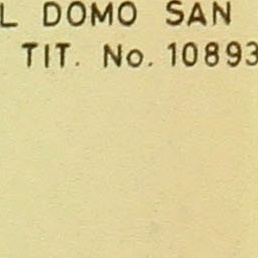 L DOMO SAN
TIT. No. 10893